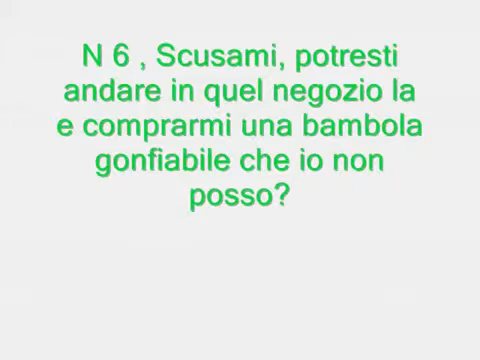 N 6 , Scusami, potresti
andare in quel negozio la
e comprarmi una bambola
gonfiabile che io non
posso?